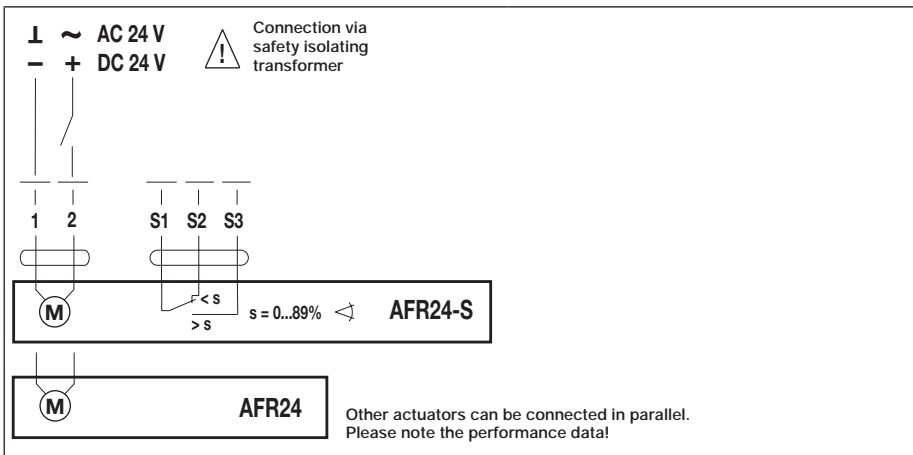 ⊥ ~ AC 24 V
– + DC 24 V
!
Connection via
safety isolating
transformer
1 2 S1 S2 S3
M
< s
> s
s = 0...89%
AFR24-S
M
AFR24
Other actuators can be connected in parallel.
Please note the performance data!